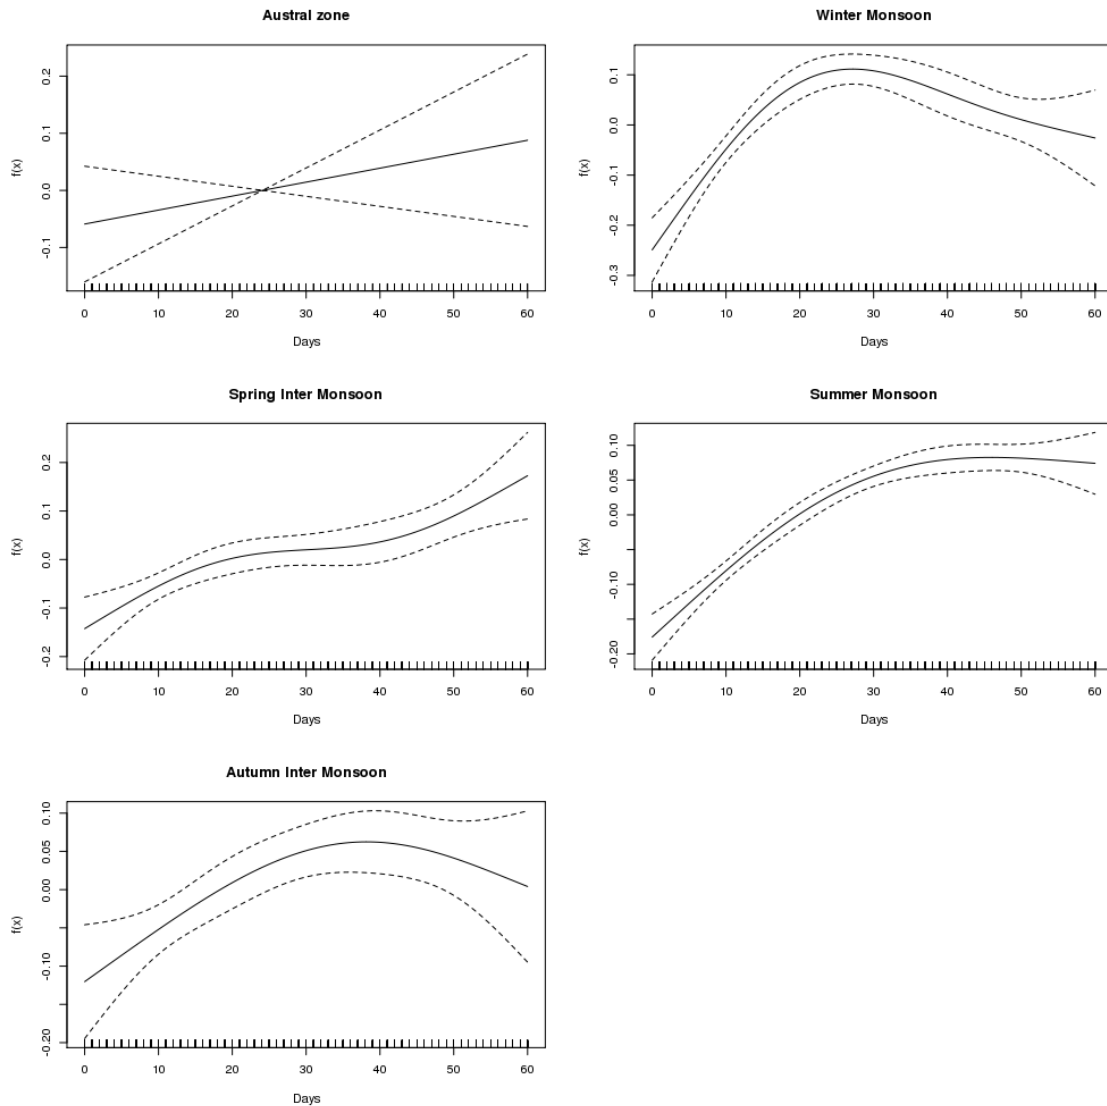 Austral zone
f(x)
0.2
0.1
0.0
-0.1
0 10 20 30 40 50 60
Days
Winter Monsoon
f(x)
0.1
0.0
-0.1
-0.2
-0.3
0 10 20 30 40 50 60
Days
Spring Inter Monsoon
f(x)
0.2
0.1
0.0
-0.1
-0.2
0 10 20 30 40 50 60
Days
Summer Monsoon
f(x)
0.10
0.05
0.00
-0.10
-0.20
0 10 20 30 40 50 60
Days
Autumn Inter Monsoon
f(x)
0.10
0.05
0.00
-0.10
-0.20
0 10 20 30 40 50 60
Days